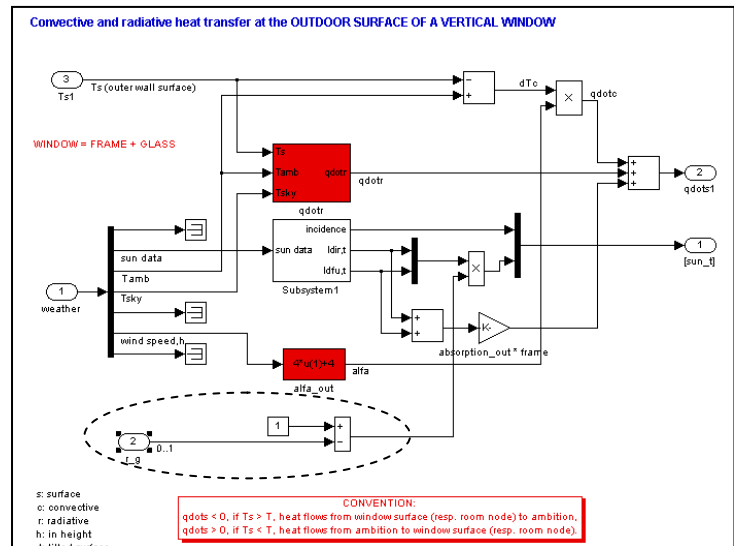 Convective and radiative heat transfer at the OUTDOOR SURFACE OF A VERTICAL WINDOW
3
Ts1
Ts (outer wall surface)
−
+
dTc
×
qdotc
WINDOW = FRAME + GLASS
Ts
Tamb
Tsky
qdotr
qdotr
qdotr
+
+
+
2
qdots1
1
weather
sun data
Tamb
Tsky
wind speed,h
sun data
incidence
Idir,t
Idfu,t
Subsystem1
×
1
[sun_t]
+
+
K-
absorption_out * frame
4*u(1)+4
alfa_out
alfa
1
+
−
2
r_g
0..1
s: surface
c: convective
r: radiative
h: in height
CONVENTION:
qdots < 0, if Ts > T, heat flows from window surface (resp. room node) to ambition,
qdots > 0, if Ts < T, heat flows from ambition to window surface (resp. room node).